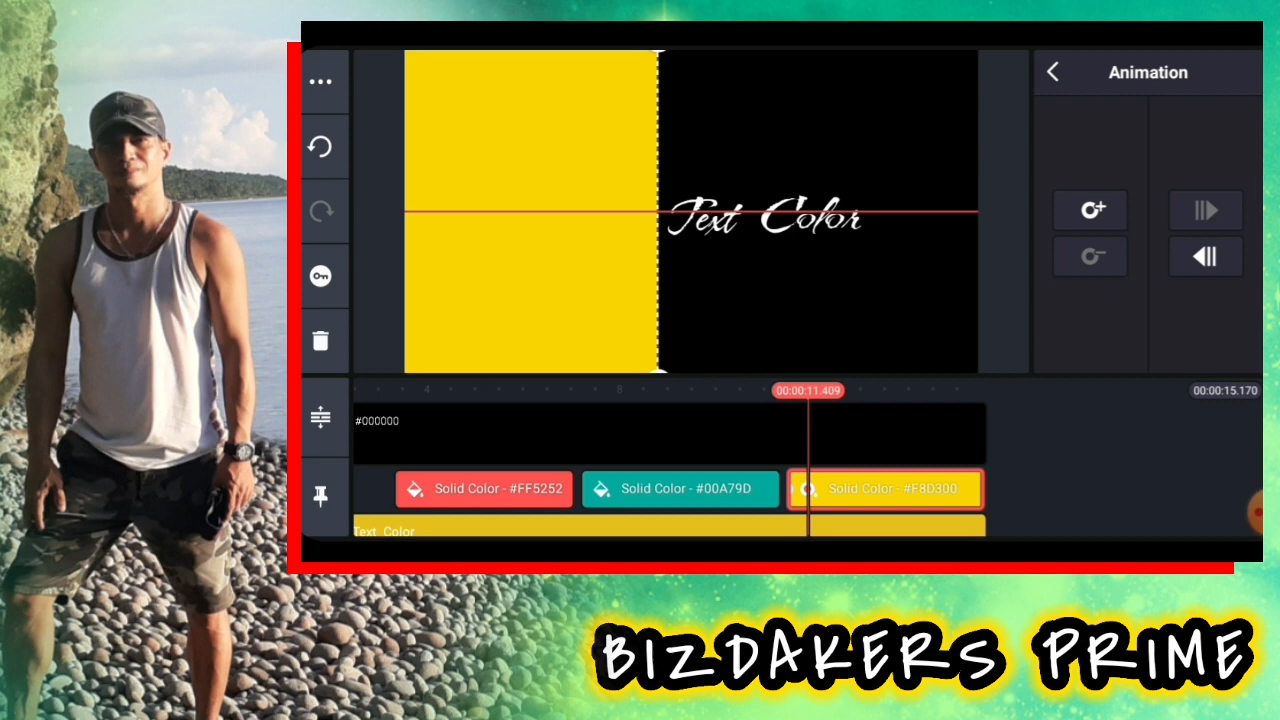 Animation
Text Color
4 8 00:00:11.409 00:00:15.170
#000000
Solid Color - #FF5252 Solid Color - #00A79D Solid Color - #F8D300
Text Color
BIZDAKERS PRIME